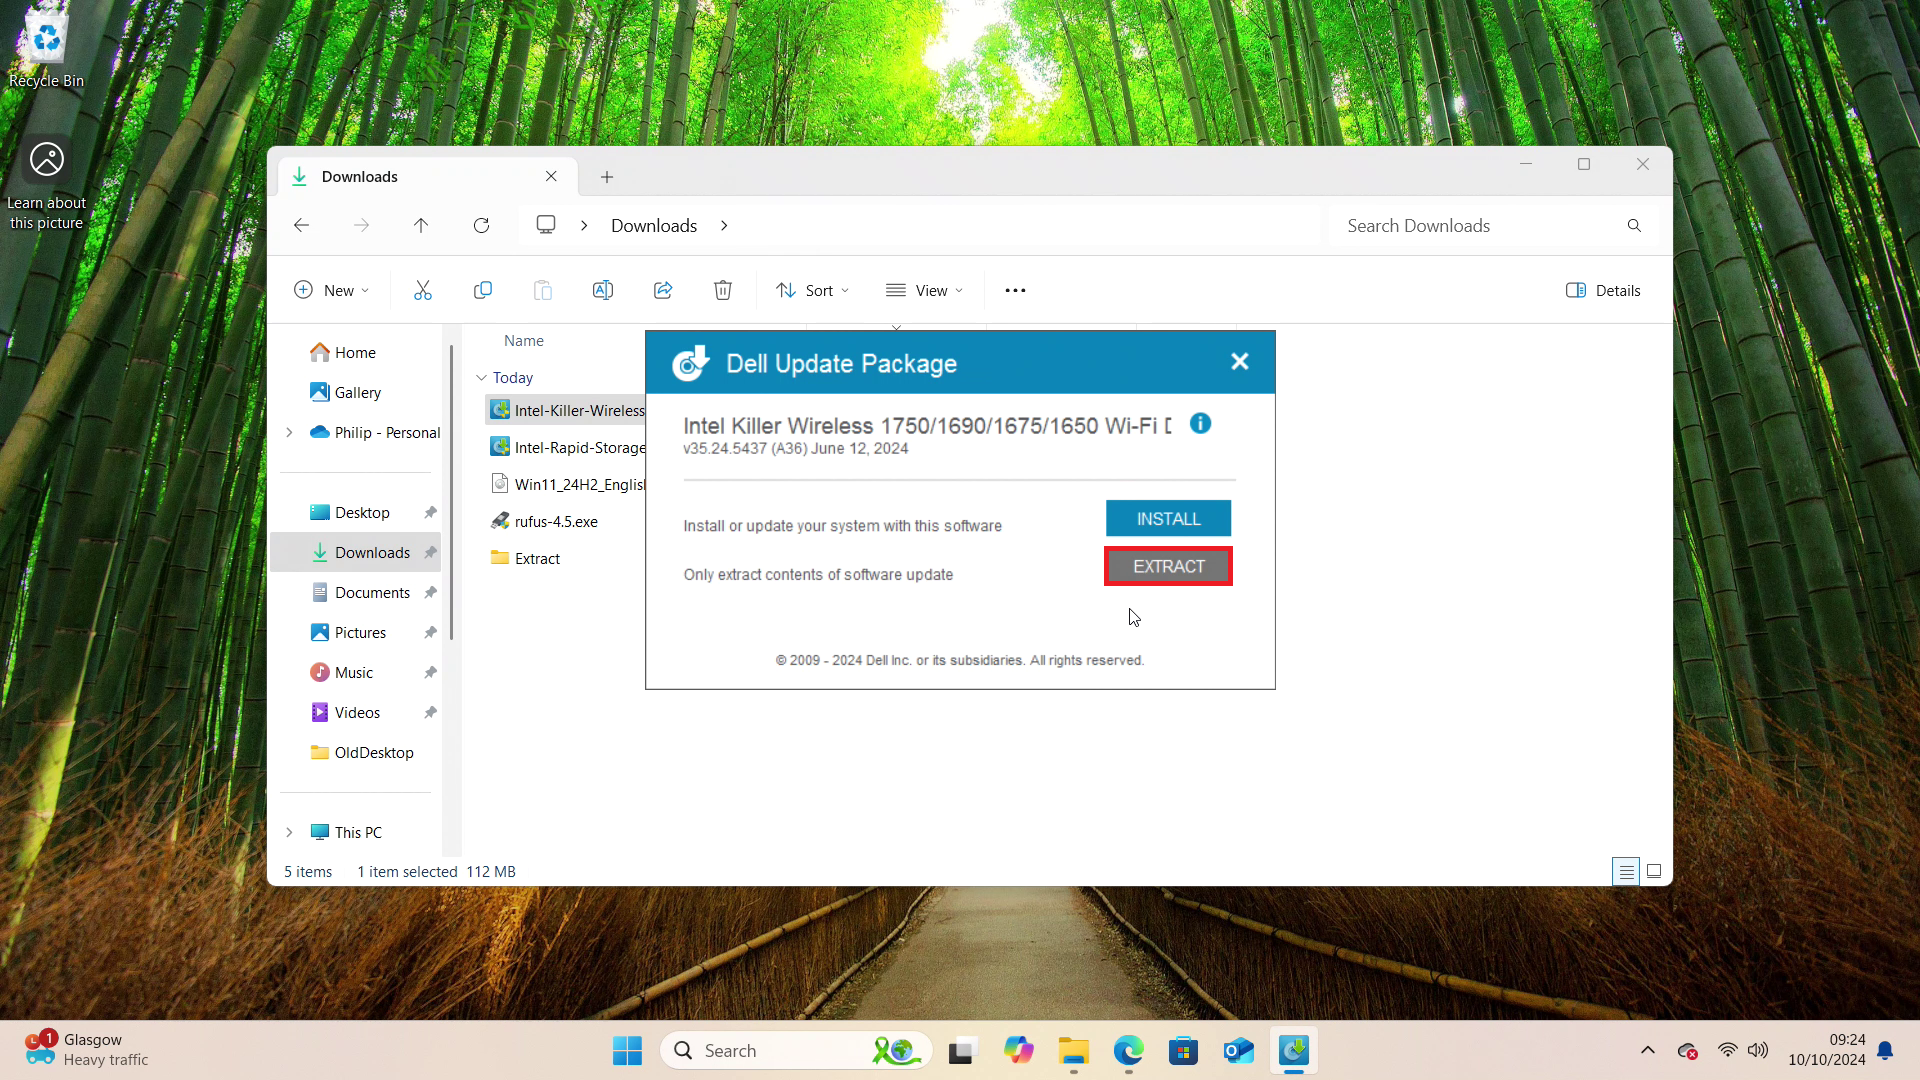 Recycle Bin
Learn about
this picture
Downloads
Downloads
Search Downloads
New
Sort
View
Details
Home
Gallery
Philip - Personal
Desktop
Downloads
Documents
Pictures
Music
Videos
OldDesktop
This PC
Name
Today
Intel-Killer-Wireless
Intel-Rapid-Storage
Win11_24H2_Englis
rufus-4.5.exe
Extract
Dell Update Package
Intel Killer Wireless 1750/1690/1675/1650 Wi-Fi
v35.24.5437 (A36) June 12, 2024
Install or update your system with this software
INSTALL
Only extract contents of software update
EXTRACT
© 2009 - 2024 Dell Inc. or its subsidiaries. All rights reserved.
5 items 1 item selected 112 MB
1
Glasgow
Heavy traffic
Search
09:24
10/10/2024